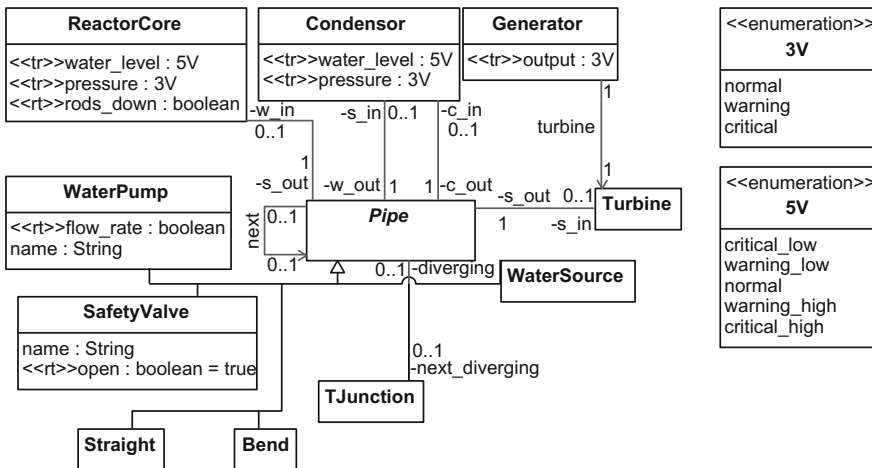 ReactorCore
<<tr>>water_level : 5V
<<tr>>pressure : 3V
<<rt>>rods_down : boolean
Condensor
<<tr>>water_level : 5V
<<tr>>pressure : 3V
Generator
<<tr>>output : 3V
<<enumeration>>
3V
normal
warning
critical
-w_in
0..1
-s_in
0..1
-c_in
0..1
1
turbine
1
1
-s_out
-w_out
1
1
-c_out
-s_out
1
0..1
-s_in
Turbine
<<enumeration>>
5V
critical_low
warning_low
normal
warning_high
critical_high
WaterPump
<<rt>>flow_rate : boolean
name : String
next
0..1
0..1
Pipe
0..1
-diverging
WaterSource
SafetyValve
name : String
<<rt>>open : boolean = true
0..1
-next_diverging
TJunction
Straight
Bend